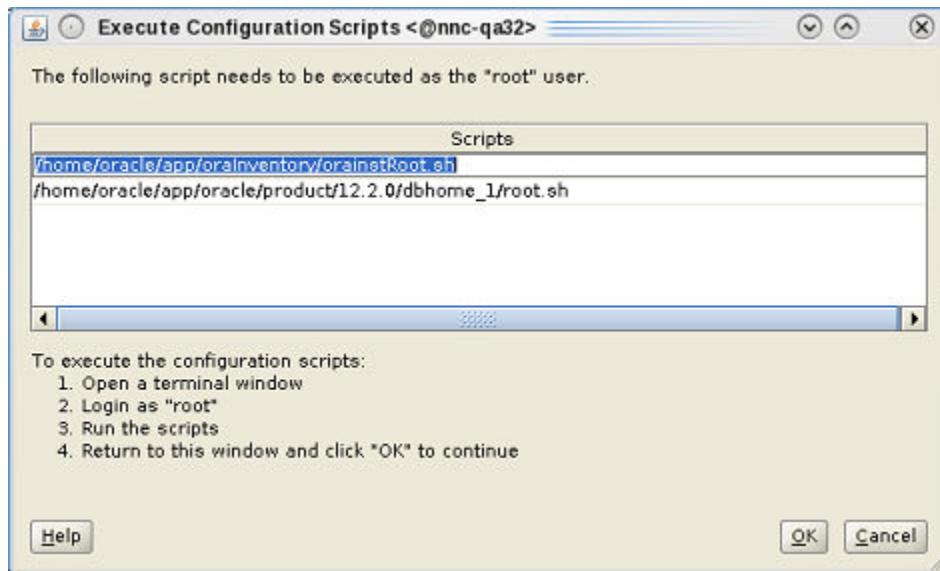 Execute Configuration Scripts <@nnc-qa32>
The following script needs to be executed as the "root" user.
Scripts
/home/oracle/app/oraInventory/orainstRoot.sh
/home/oracle/app/oracle/product/12.2.0/dbhome_1/root.sh
To execute the configuration scripts:
1. Open a terminal window
2. Login as "root"
3. Run the scripts
4. Return to this window and click "OK" to continue
Help OK Cancel